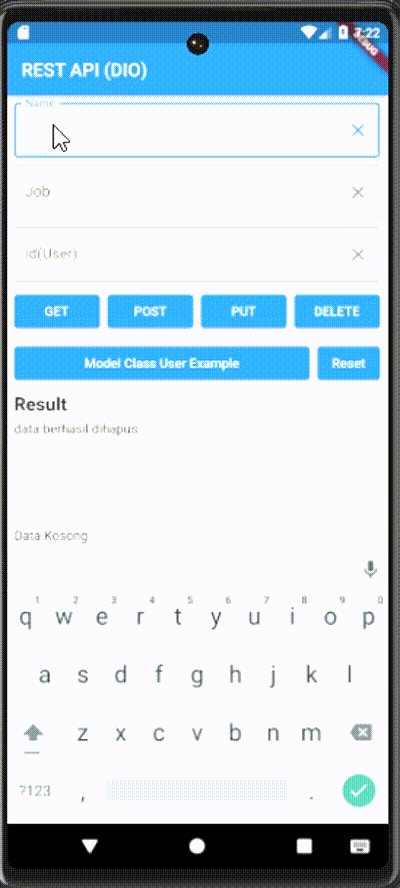 3:22
REST API (DIO)
Name
Job
id(User)
GET POST PUT DELETE
Model Class User Example Reset
Result
data berhasil dihapus
Data Kosong
1 2 3 4 5 6 7 8 9 0
q w e r t y u i o p
a s d f g h j k l
z x c v b n m
?123 , .